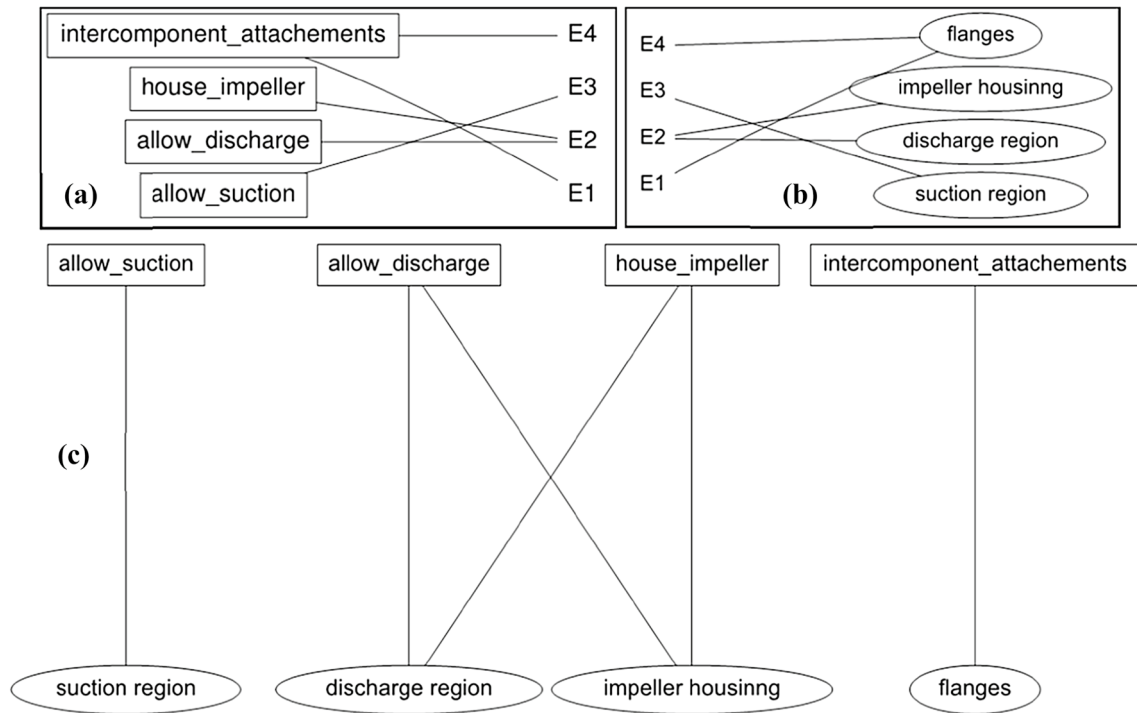 intercomponent_attachements
house_impeller
allow_discharge
allow_suction
(a)
E4
E3
E2
E1
E4
E3
E2
E1
flanges
impeller housinng
discharge region
suction region
(b)
allow_suction
allow_discharge
house_impeller
intercomponent_attachements
(c)
suction region
discharge region
impeller housinng
flanges